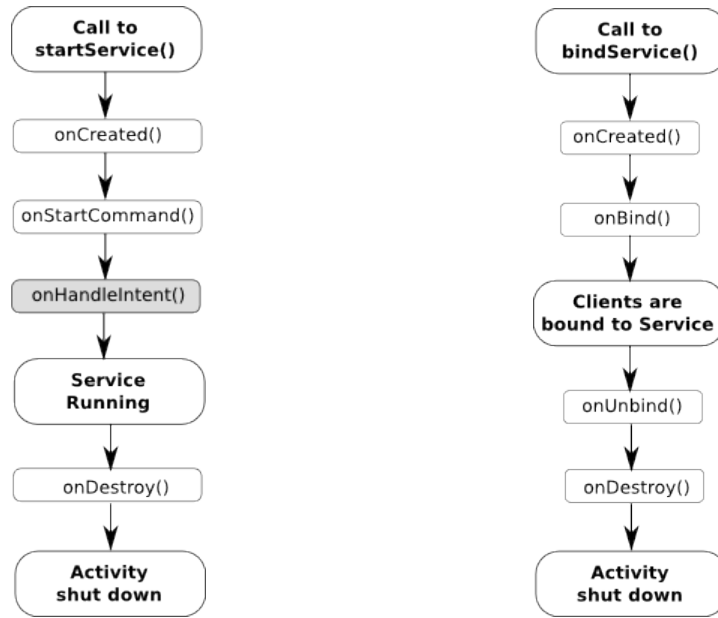 Call to
startService()
onCreated()
onStartCommand()
onHandleIntent()
Service
Running
onDestroy()
Activity
shut down
Call to
bindService()
onCreated()
onBind()
Clients are
bound to Service
onUnbind()
onDestroy()
Activity
shut down